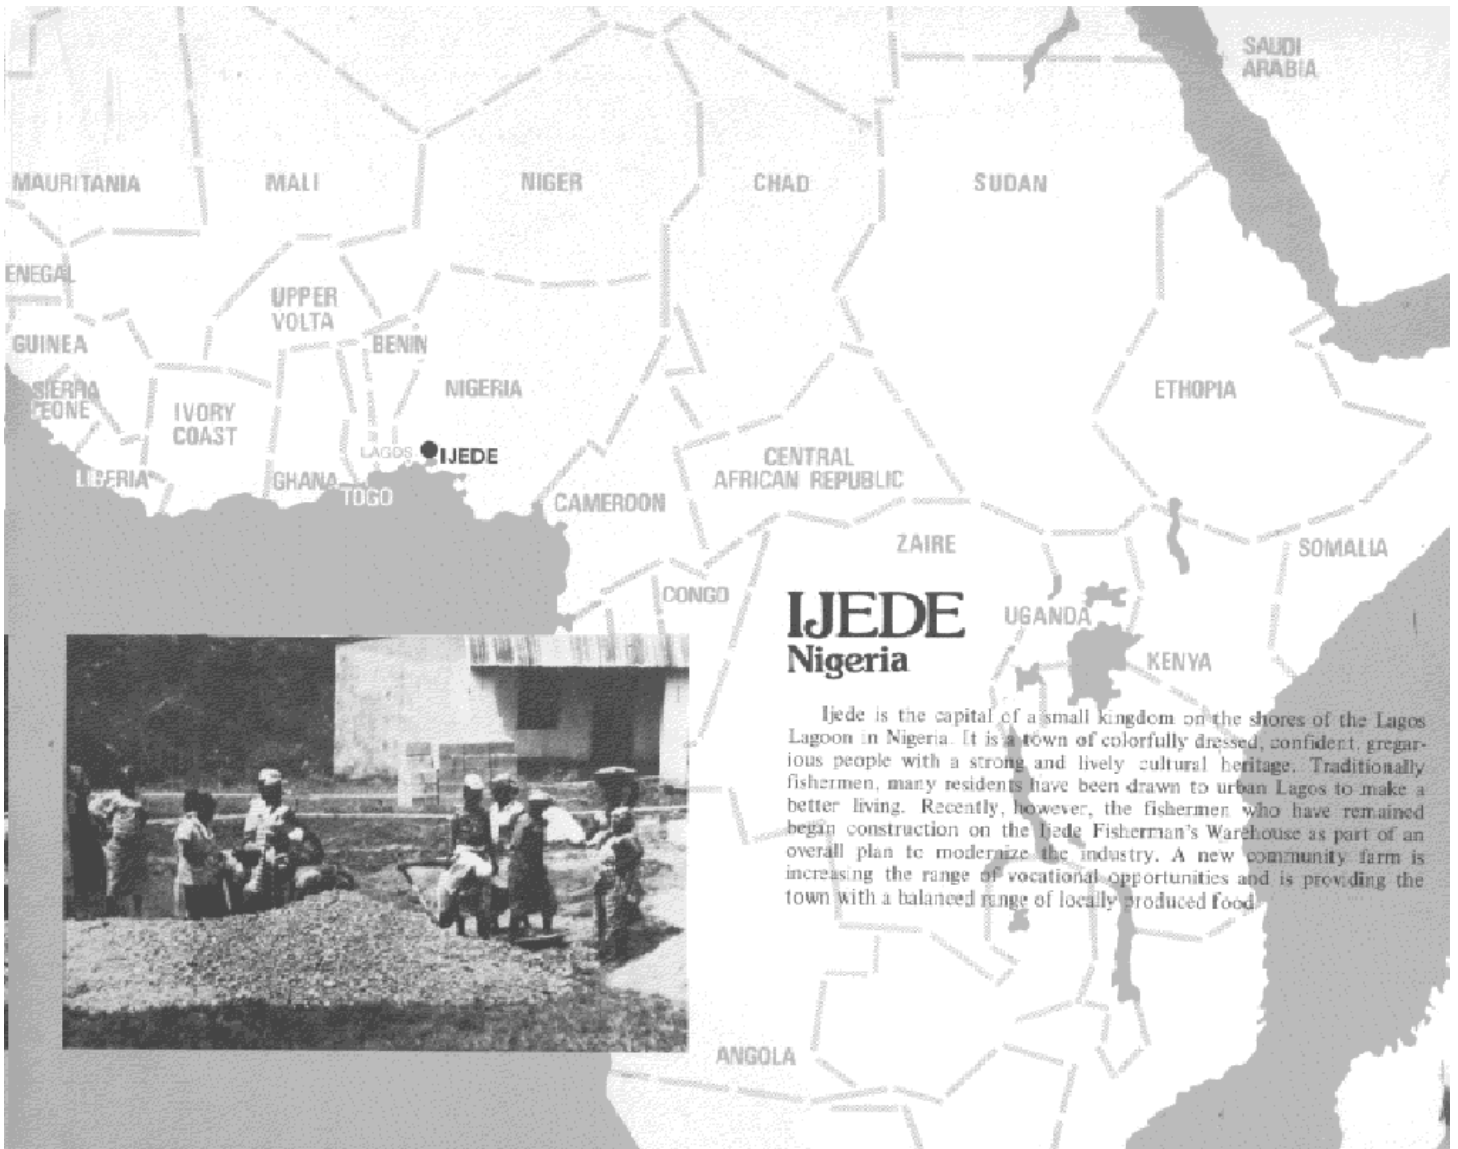 SAUDI
ARABIA
MAURITANIA
MALI
NIGER
CHAD
SUDAN
ENEGAL
UPPER
VOLTA
GUINEA
BENIN
SIERRA
LEONE
IVORY
COAST
NIGERIA
ETHOPIA
LAGOS
IJEDE
LIBERIA
GHANA
TOGO
CENTRAL
AFRICAN REPUBLIC
CAMEROON
ZAIRE
SOMALIA
CONGO
UGANDA
KENYA
IJEDE
Nigeria
Ijede is the capital of a small kingdom on the shores of the Lagos
Lagoon in Nigeria. It is a town of colorfully dressed, confident, gregar-
ious people with a strong and lively cultural heritage. Traditionally
fishermen, many residents have been drawn to urban Lagos to make a
better living. Recently, however, the fishermen who have remained
began construction on the Ijede Fisherman's Warehouse as part of an
overall plan to modernize the industry. A new community farm is
increasing the range of vocational opportunities and is providing the
town with a balanced range of locally produced food.
ANGOLA